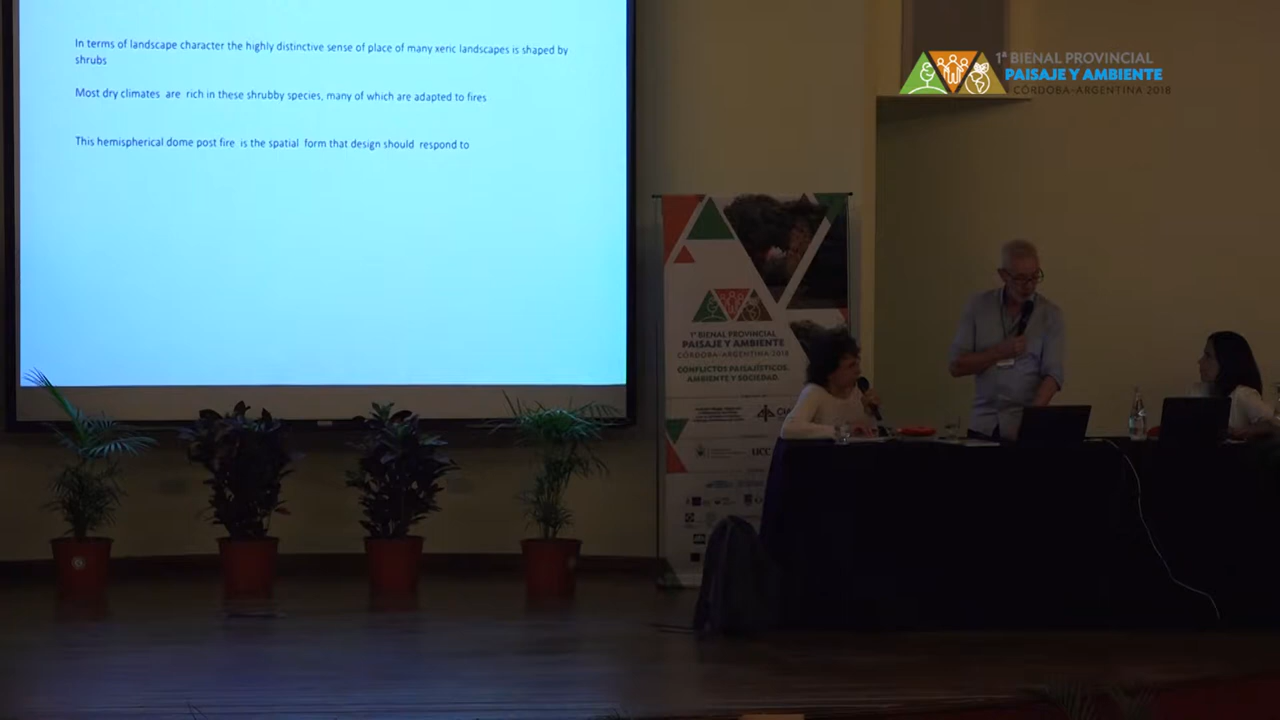 In terms of landscape character the highly distinctive sense of place of many xeric landscapes is shaped by
shrubs
Most dry climates are rich in these shrubby species, many of which are adapted to fires
This hemispherical dome post fire is the spatial form that design should respond to
1ª BIENAL PROVINCIAL
PAISAJE Y AMBIENTE
CÓRDOBA-ARGENTINA 2018
1ª BIENAL PROVINCIAL
PAISAJE Y AMBIENTE
CÓRDOBA-ARGENTINA 2018
CONFLICTOS PAISAJÍSTICOS.
AMBIENTE Y SOCIEDAD.
UCC